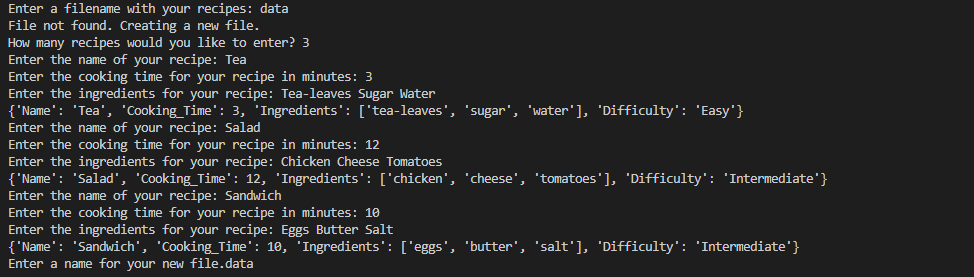 Enter a filename with your recipes: data
File not found. Creating a new file.
How many recipes would you like to enter? 3
Enter the name of your recipe: Tea
Enter the cooking time for your recipe in minutes: 3
Enter the ingredients for your recipe: Tea-leaves Sugar Water
{'Name': 'Tea', 'Cooking_Time': 3, 'Ingredients': ['tea-leaves', 'sugar', 'water'], 'Difficulty': 'Easy'}
Enter the name of your recipe: Salad
Enter the cooking time for your recipe in minutes: 12
Enter the ingredients for your recipe: Chicken Cheese Tomatoes
{'Name': 'Salad', 'Cooking_Time': 12, 'Ingredients': ['chicken', 'cheese', 'tomatoes'], 'Difficulty': 'Intermediate'}
Enter the name of your recipe: Sandwich
Enter the cooking time for your recipe in minutes: 10
Enter the ingredients for your recipe: Eggs Butter Salt
{'Name': 'Sandwich', 'Cooking_Time': 10, 'Ingredients': ['eggs', 'butter', 'salt'], 'Difficulty': 'Intermediate'}
Enter a name for your new file.data